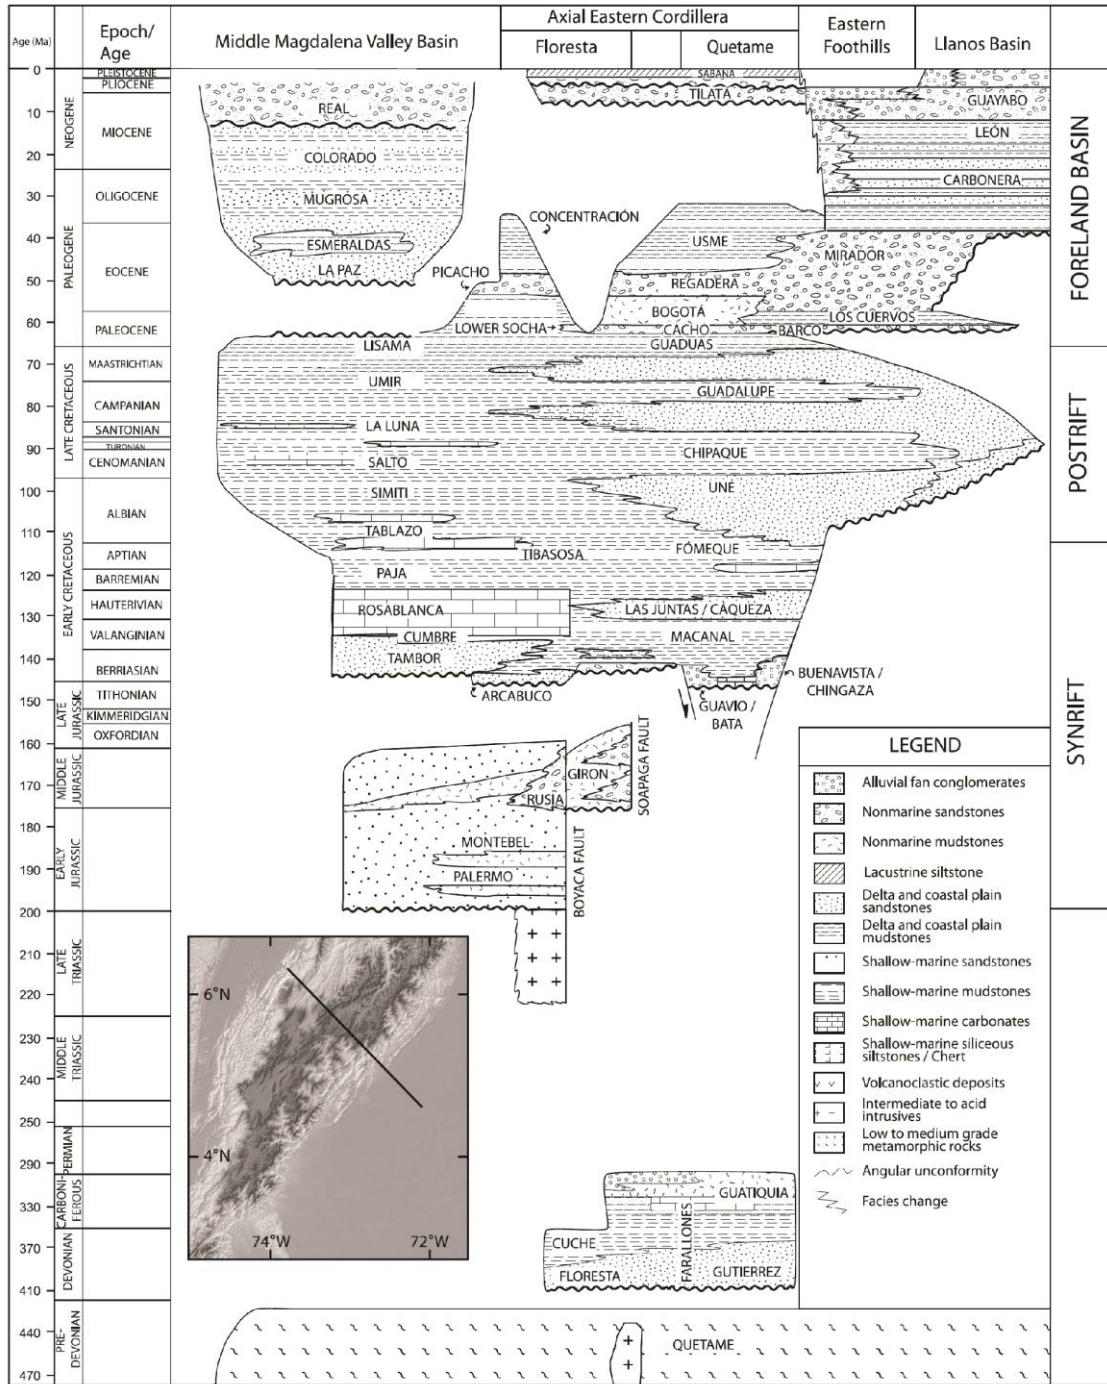 Age (Ma)
Epoch/
Age
Middle Magdalena Valley Basin
Axial Eastern Cordillera
Floresta
Quetame
Eastern
Foothills
Llanos Basin
0
10
20
30
40
50
60
70
80
90
100
110
120
130
140
150
160
170
180
190
200
210
220
230
240
250
290
330
370
410
440
470
NEOGENE
PALEOGENE
LATE CRETACEOUS
EARLY CRETACEOUS
LATE
JURASSIC
MIDDLE
JURASSIC
EARLY
JURASSIC
LATE
TRIASSIC
MIDDLE
TRIASSIC
PERMIAN
CARBONI-
FEROUS
DEVONIAN
PRE-
DEVONIAN
PLEISTOCENE
PLIOCENE
MIOCENE
OLIGOCENE
EOCENE
PALEOCENE
MAASTRICHTIAN
CAMPANIAN
SANTONIAN
TURONIAN
CENOMANIAN
ALBIAN
APTIAN
BARREMIAN
HAUTERIVIAN
VALANGINIAN
BERRIASIAN
TITHONIAN
KIMMERIDGIAN
OXFORDIAN
REAL
COLORADO
MUGROSA
ESMERALDAS
LA PAZ
LISAMA
UMIR
LA LUNA
SALTO
SIMITI
TABLAZO
PAJA
ROSABLANCA
CUMBRE
TAMBOR
SABANA
TILATA
CONCENTRACIÓN
PICACHO
LOWER SOCHA
USME
REGADERA
BOGOTÁ
CACHO
GUADUAS
GUADALUPE
CHIPAQUE
UNÉ
FÓMEQUE
TIBASOSA
LAS JUNTAS / CÁQUEZA
MACANAL
ARCABUCO
GUAVIO /
BATA
BUENAVISTA /
CHINGAZA
GUAYABO
LEÓN
CARBONERA
MIRADOR
LOS CUERVOS
BARCO
GIRON
RUSIA
MONTEBEL
PALERMO
BOYACA FAULT
SOAPAGA FAULT
GUATIQUIA
CUCHE
FLORESTA
FARALLONES
GUTIERREZ
QUETAME
6°N
4°N
74°W
72°W
LEGEND
Alluvial fan conglomerates
Nonmarine sandstones
Nonmarine mudstones
Lacustrine siltstone
Delta and coastal plain
sandstones
Delta and coastal plain
mudstones
Shallow-marine sandstones
Shallow-marine mudstones
Shallow-marine carbonates
Shallow-marine siliceous
siltstones / Chert
Volcanoclastic deposits
Intermediate to acid
intrusives
Low to medium grade
metamorphic rocks
Angular unconformity
Facies change
FORELAND BASIN
POSTRIFT
SYNRIFT